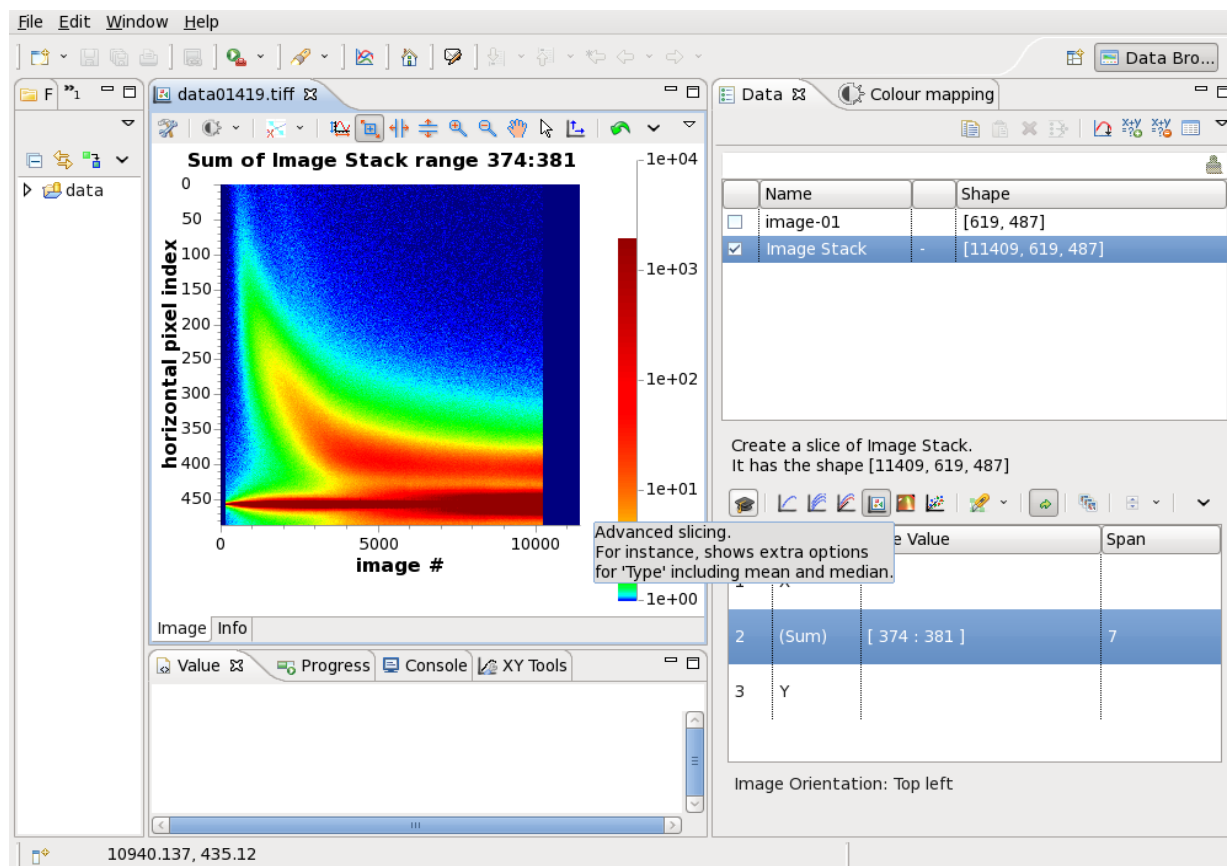 File Edit Window Help
Data Bro...
F "1
data
data01419.tiff
Sum of Image Stack range 374:381
horizontal pixel index
0
50
100
150
200
250
300
350
400
450
0 5000 10000
image #
1e+04
1e+03
1e+02
1e+01
1e+00
Image Info
Value Progress Console XY Tools
Data Colour mapping
Name Shape
image-01 [619, 487]
Image Stack - [11409, 619, 487]
Create a slice of Image Stack.
It has the shape [11409, 619, 487]
Advanced slicing.
For instance, shows extra options
for 'Type' including mean and median.
Value Span
2 (Sum) [ 374 : 381 ] 7
3 Y
Image Orientation: Top left
10940.137, 435.12